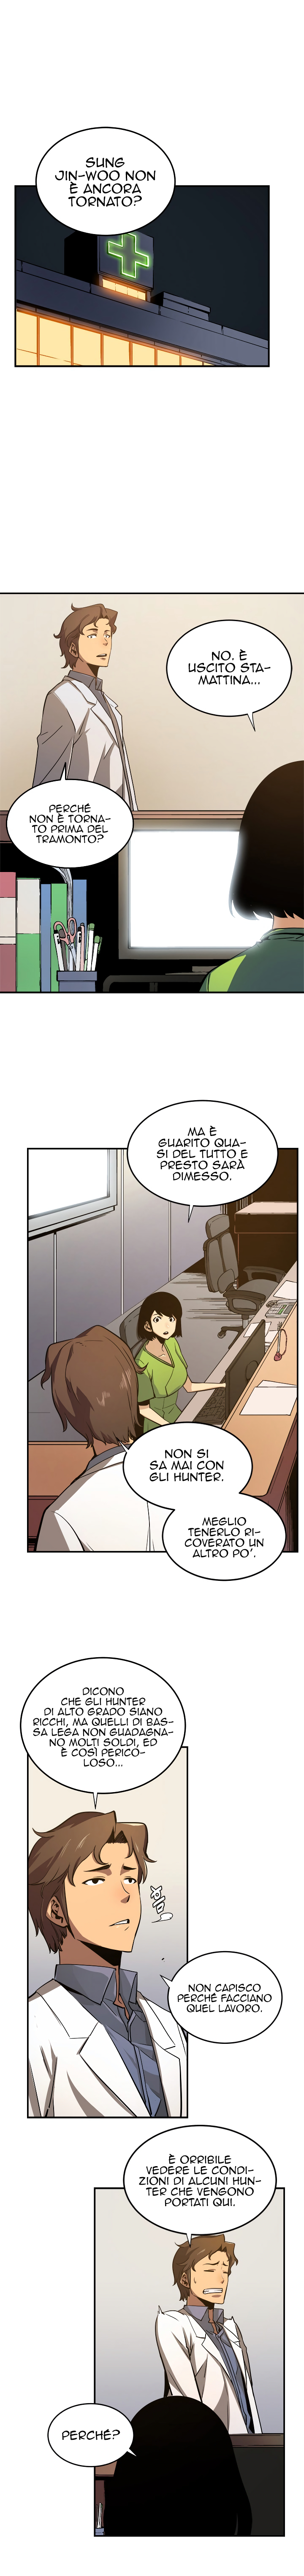 SUNG
JIN-WOO NON
È ANCORA
TORNATO?
NO. È
USCITO STA-
MATTINA...
PERCHÉ
NON È TORNA-
TO PRIMA DEL
TRAMONTO?
MA È
GUARITO QUA-
SI DEL TUTTO E
PRESTO SARÀ
DIMESSO.
NON SI
SA MAI CON
GLI HUNTER.
MEGLIO
TENERLO RI-
COVERATO UN
ALTRO PO'.
DICONO
CHE GLI HUNTER
DI ALTO GRADO SIANO
RICCHI, MA QUELLI DI BAS-
SA LEGA NON GUADAGNA-
NO MOLTI SOLDI, ED
È COSÌ PERICO-
LOSO...
흠
NON CAPISCO
PERCHÉ FACCIANO
QUEL LAVORO.
È ORRIBILE
VEDERE LE CONDI-
ZIONI DI ALCUNI HUN-
TER CHE VENGONO
PORTATI QUI.
PERCHÉ?